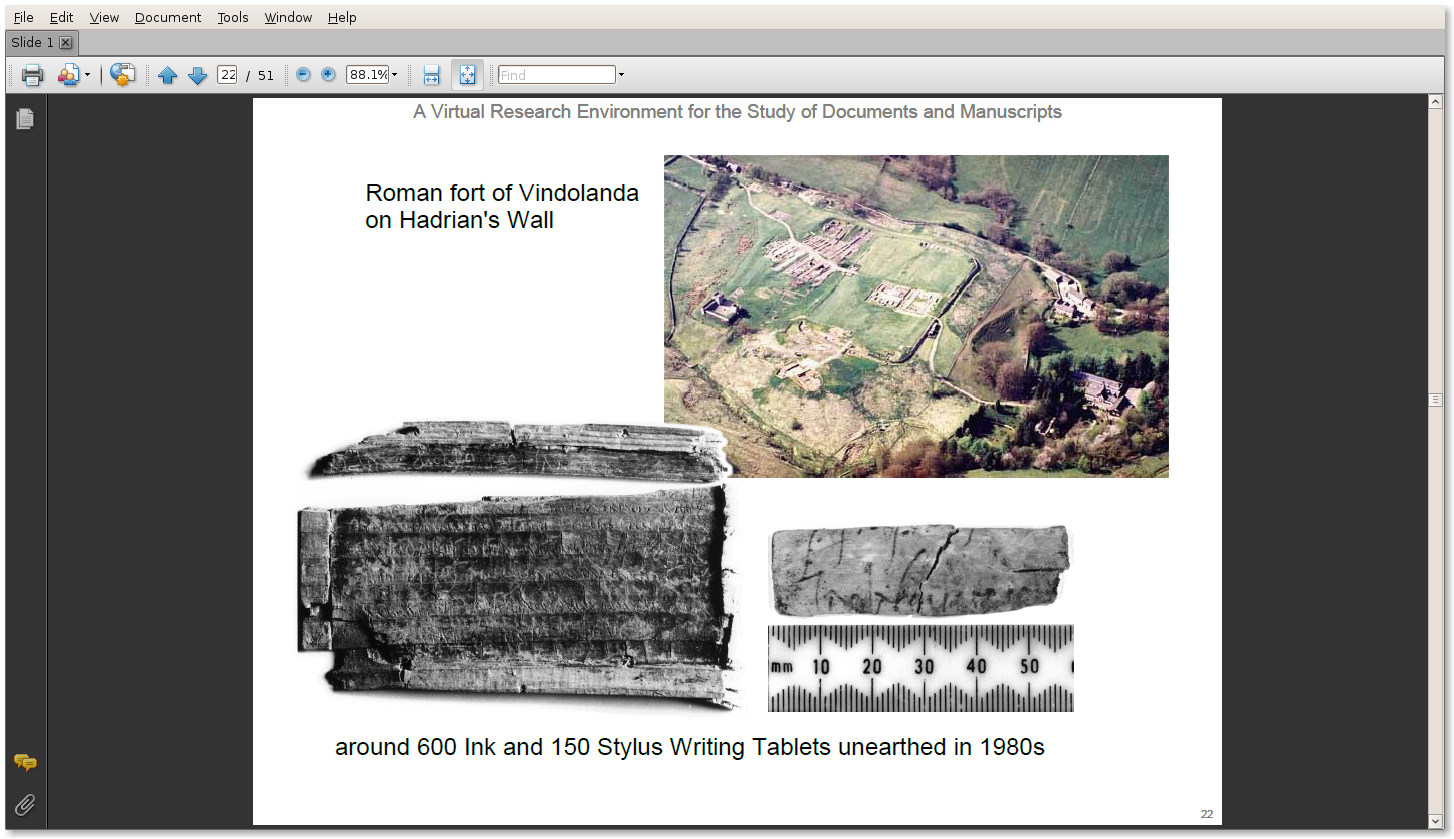 File Edit View Document Tools Window Help
Slide 1
22 / 51 88.1% Find
A Virtual Research Environment for the Study of Documents and Manuscripts
Roman fort of Vindolanda
on Hadrian's Wall
mm 10 20 30 40 50
around 600 Ink and 150 Stylus Writing Tablets unearthed in 1980s
22